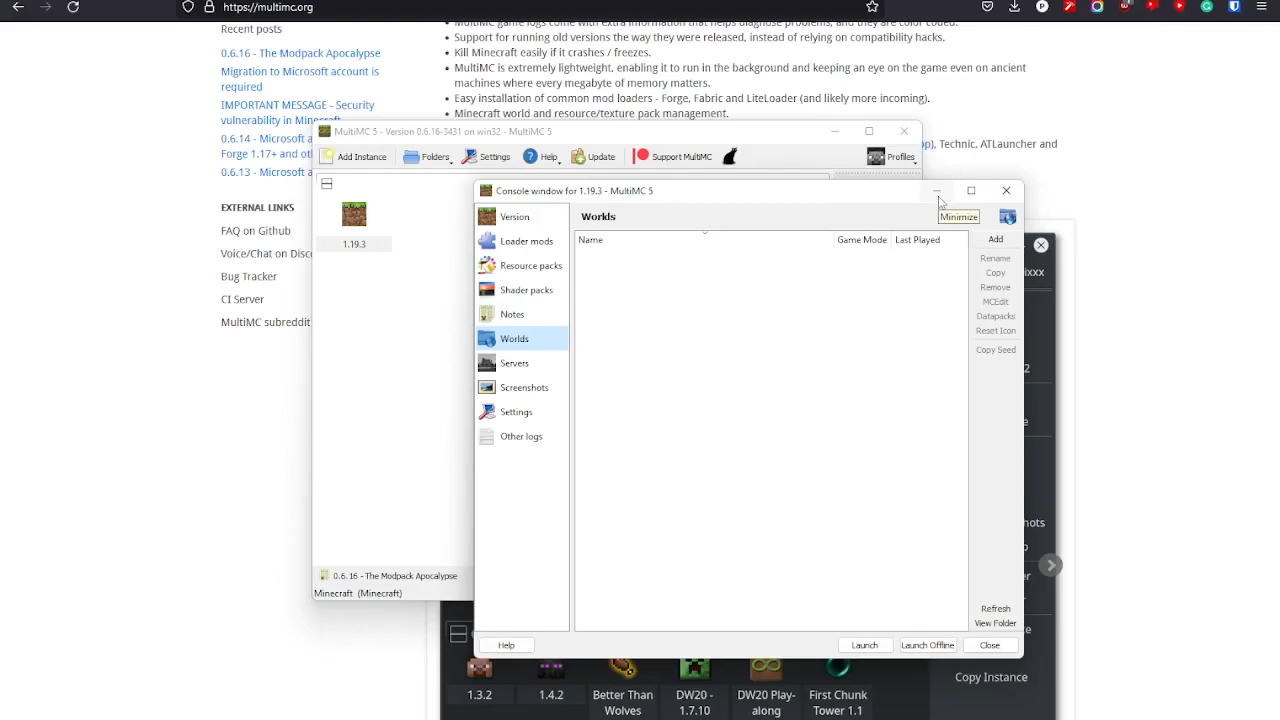 https://multimc.org
MultiMC game logs come with extra information that helps diagnose problems, and they are color coded.
Recent posts
Support for running old versions the way they were released, instead of relying on compatibility hacks.
0.6.16 - The Modpack Apocalypse
Kill Minecraft easily if it crashes / freezes.
Migration to Microsoft account is
required
MultiMC is extremely lightweight, enabling it to run in the background and keeping an eye on the game even on ancient
machines where every megabyte of memory matters.
IMPORTANT MESSAGE - Security
vulnerability in Minecraft
Easy installation of common mod loaders - Forge, Fabric and LiteLoader (and likely more incoming).
Minecraft world and resource/texture pack management.
0.6.14 - Microsoft a
Forge 1.17+ and oth
0.6.13 - Microsoft a
), Technic, ATLauncher and
EXTERNAL LINKS
FAQ on Github
Voice/Chat on Disc
Bug Tracker
CI Server
MultiMC subreddit
MultiMC 5 - Version 0.6.16-3431 on win32 - MultiMC 5
Add Instance
Folders
Settings
Help
Update
Support MultiMC
Profiles
1.19.3
0.6.16 - The Modpack Apocalypse
Minecraft (Minecraft)
Console window for 1.19.3 - MultiMC 5
Minimize
Version
Loader mods
Resource packs
Shader packs
Notes
Worlds
Servers
Screenshots
Settings
Other logs
Worlds
Name
Game Mode
Last Played
Add
Rename
Copy
Remove
MCEdit
Datapacks
Reset Icon
Copy Seed
Refresh
View Folder
Help
Launch
Launch Offline
Close
ixxx
2
e
nots
p
er
te
Copy Instance
1.3.2
1.4.2
Better Than
Wolves
DW20 -
1.7.10
DW20 Play-
along
First Chunk
Tower 1.1